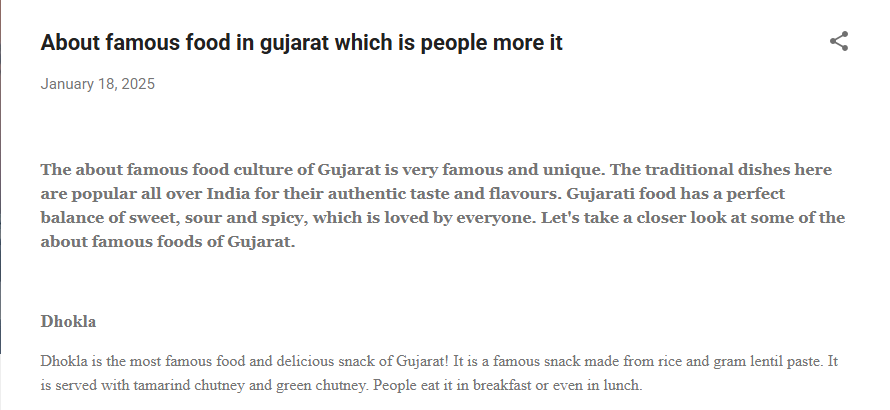 About famous food in gujarat which is people more it
January 18, 2025
The about famous food culture of Gujarat is very famous and unique. The traditional dishes here
are popular all over India for their authentic taste and flavours. Gujarati food has a perfect
balance of sweet, sour and spicy, which is loved by everyone. Let's take a closer look at some of the
about famous foods of Gujarat.
Dhokla
Dhokla is the most famous food and delicious snack of Gujarat! It is a famous snack made from rice and gram lentil paste. It
is served with tamarind chutney and green chutney. People eat it in breakfast or even in lunch.